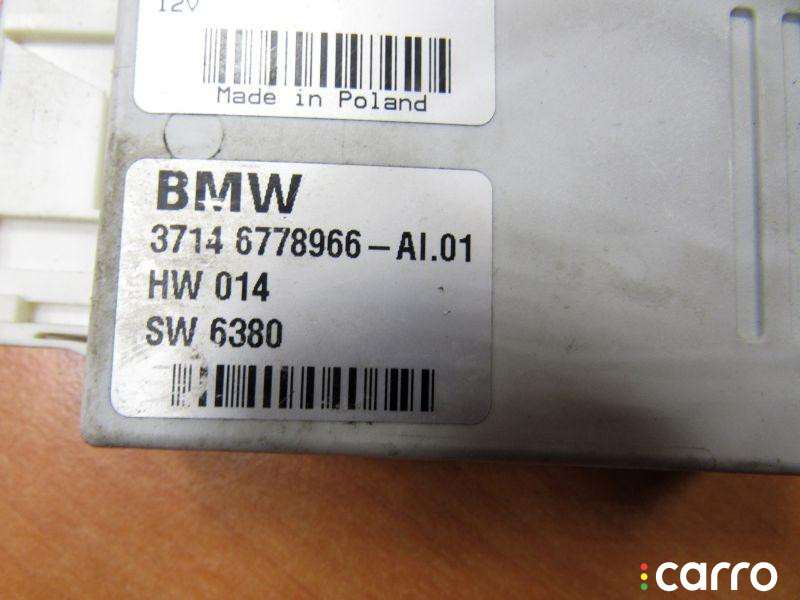 12V
Made in Poland
BMW
3714 6778966-AI.01
HW 014
SW 6380
carro